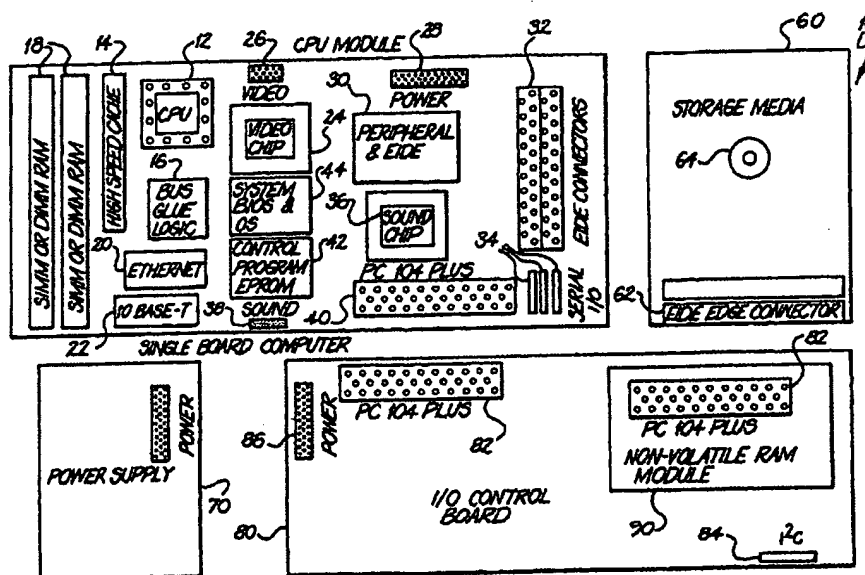 18
14
12
26
CPU MODULE
28
32
60
SIMM OR DIMM RAM
SIMM OR DIMM RAM
HIGH SPEED CACHE
CPU
VIDEO
VIDEO
CHIP
24
POWER
30
PERIPHERAL
& EIDE
EIDE CONNECTORS
STORAGE MEDIA
64
16
BUS
GLUE
LOGIC
SYSTEM
BIOS &
OS
44
36
SOUND
CHIP
20
ETHERNET
CONTROL
PROGRAM
EPROM
42
34
PC 104 PLUS
SERIAL
I/O
22
10 BASE-T
SOUND
38
40
62
EIDE EDGE CONNECTOR
SINGLE BOARD COMPUTER
POWER
POWER SUPPLY
70
86
POWER
PC 104 PLUS
82
82
PC 104 PLUS
NON-VOLATILE RAM
MODULE
90
I/O CONTROL
BOARD
80
84
I²C